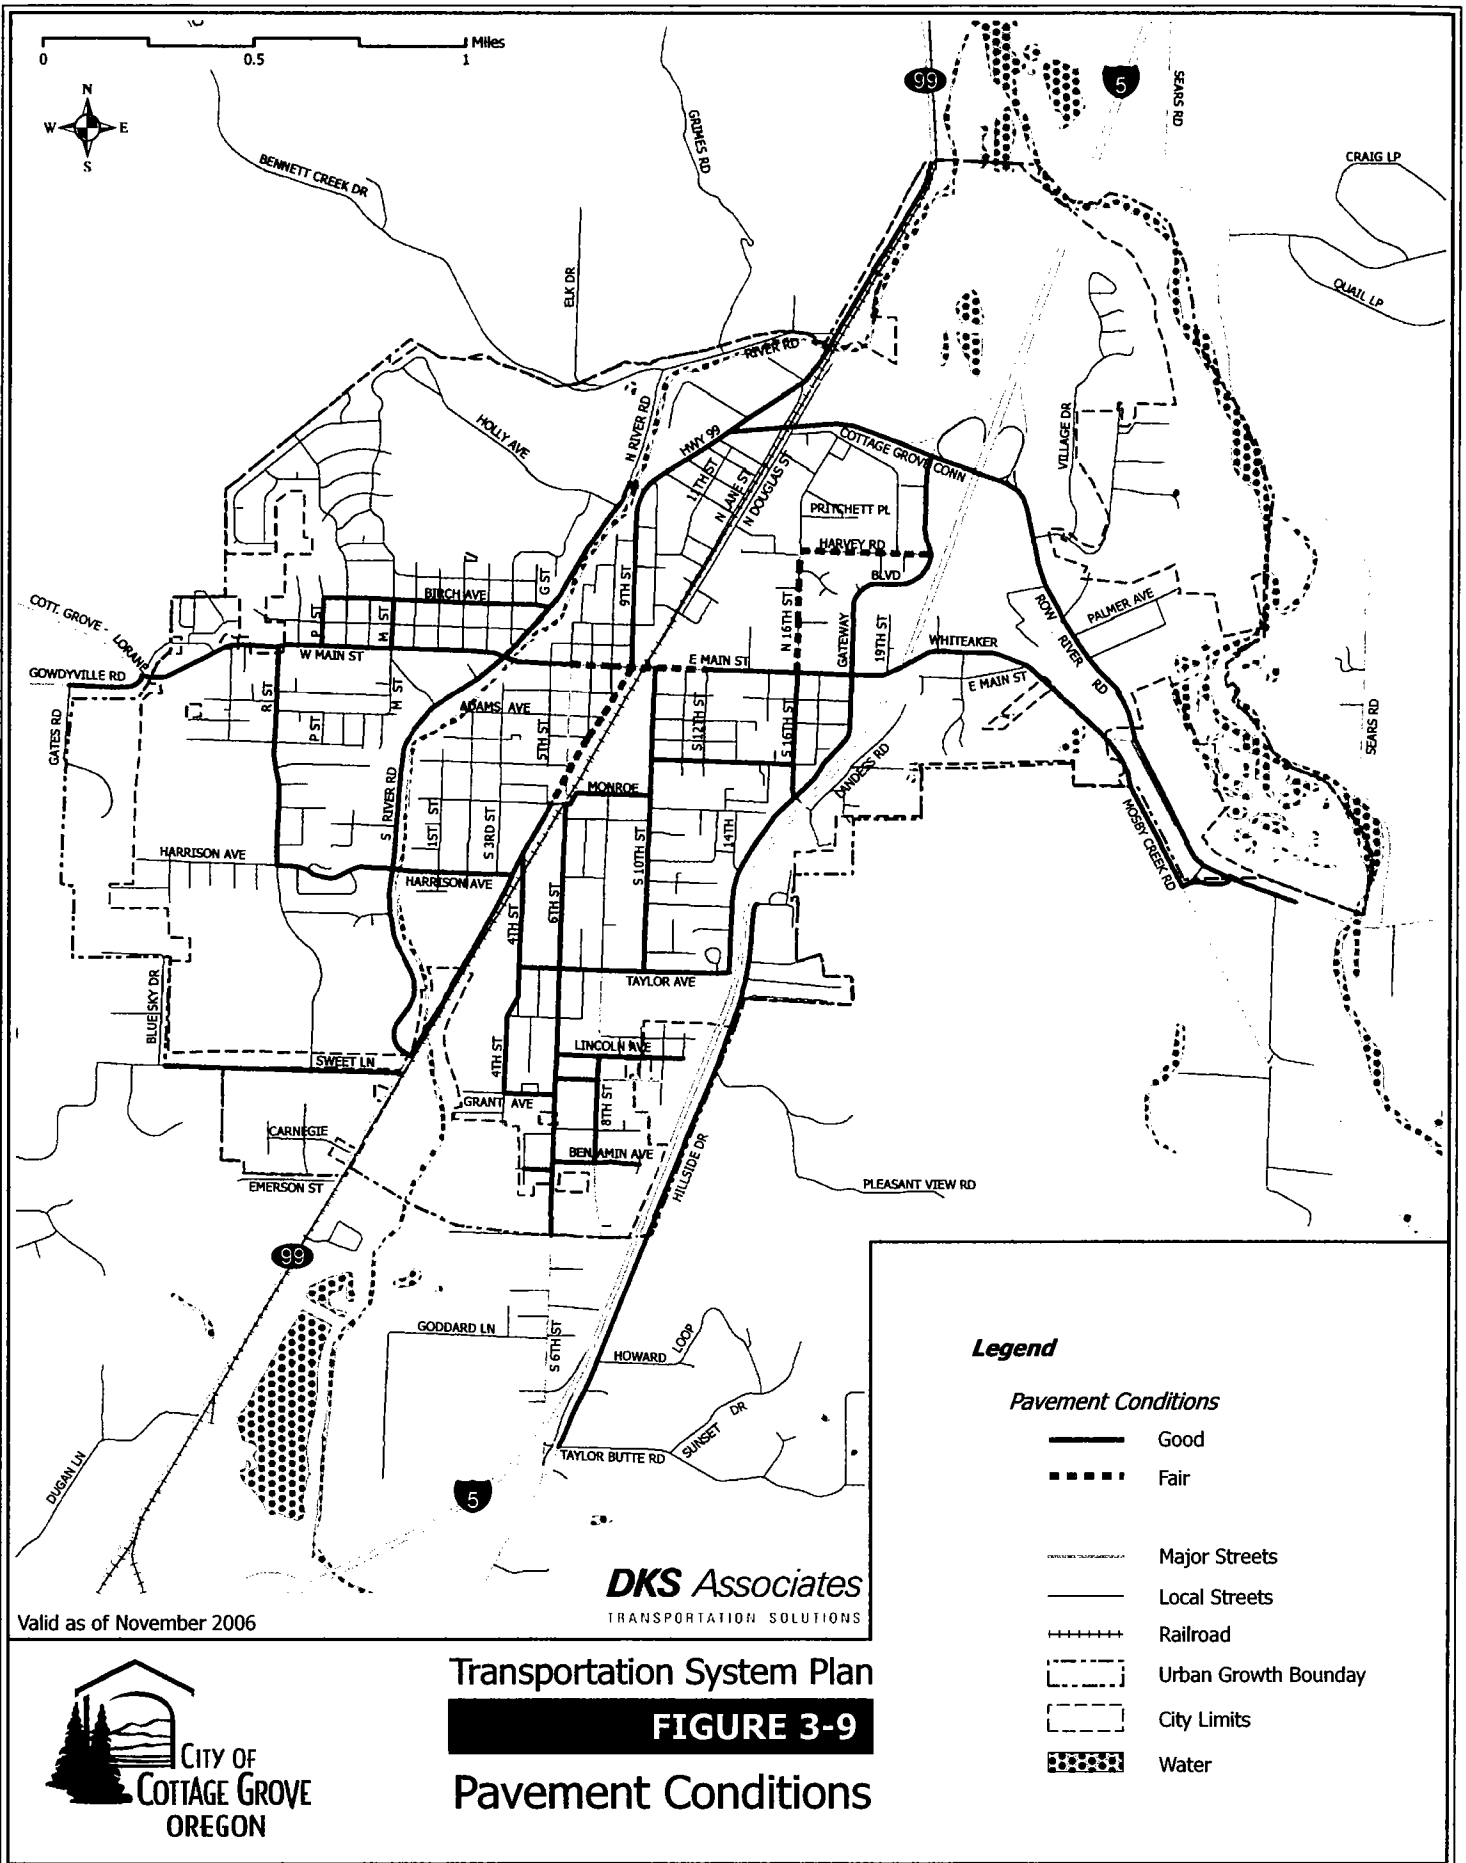 Miles
0 0.5 1
N
W E
S
99
5
SEARS RD
CRAIG LP
QUAIL LP
BENNETT CREEK DR
GRIMES RD
ELK DR
RIVER RD
HOLLY AVE
N RIVER RD
HWY 99
11TH ST
N LANE ST
N DOUGLAS ST
COTTAGE GROVE CONN
VILLAGE DR
PRITCHETT PL
HARVEY RD
BLVD
9TH ST
G ST
BIRCH AVE
P ST
M ST
N 16TH ST
GATEWAY
19TH ST
WHITEAKER
ROW RIVER RD
PALMER AVE
COTT. GROVE - LORANE
GOWDYVILLE RD
W MAIN ST
E MAIN ST
E MAIN ST
R ST
P ST
M ST
ADAMS AVE
5TH ST
S 12TH ST
S 16TH ST
GATES RD
SEARS RD
LANDESS RD
MONROE
S RIVER RD
1ST ST
S 3RD ST
14TH
S 10TH ST
MOSBY CREEK RD
HARRISON AVE
HARRISON AVE
4TH ST
6TH ST
TAYLOR AVE
BLUE SKY DR
SWEET LN
4TH ST
LINCOLN AVE
GRANT AVE
8TH ST
CARNEGIE
BENJAMIN AVE
EMERSON ST
HILLSIDE DR
PLEASANT VIEW RD
99
GODDARD LN
S 6TH ST
HOWARD LOOP
SUNSET DR
TAYLOR BUTTE RD
DUGAN LN
5
Valid as of November 2006
DKS Associates
TRANSPORTATION SOLUTIONS
Legend
Pavement Conditions
Good
Fair
Major Streets
Local Streets
Railroad
Urban Growth Bounday
City Limits
Water
CITY OF
COTTAGE GROVE
OREGON
Transportation System Plan
FIGURE 3-9
Pavement Conditions